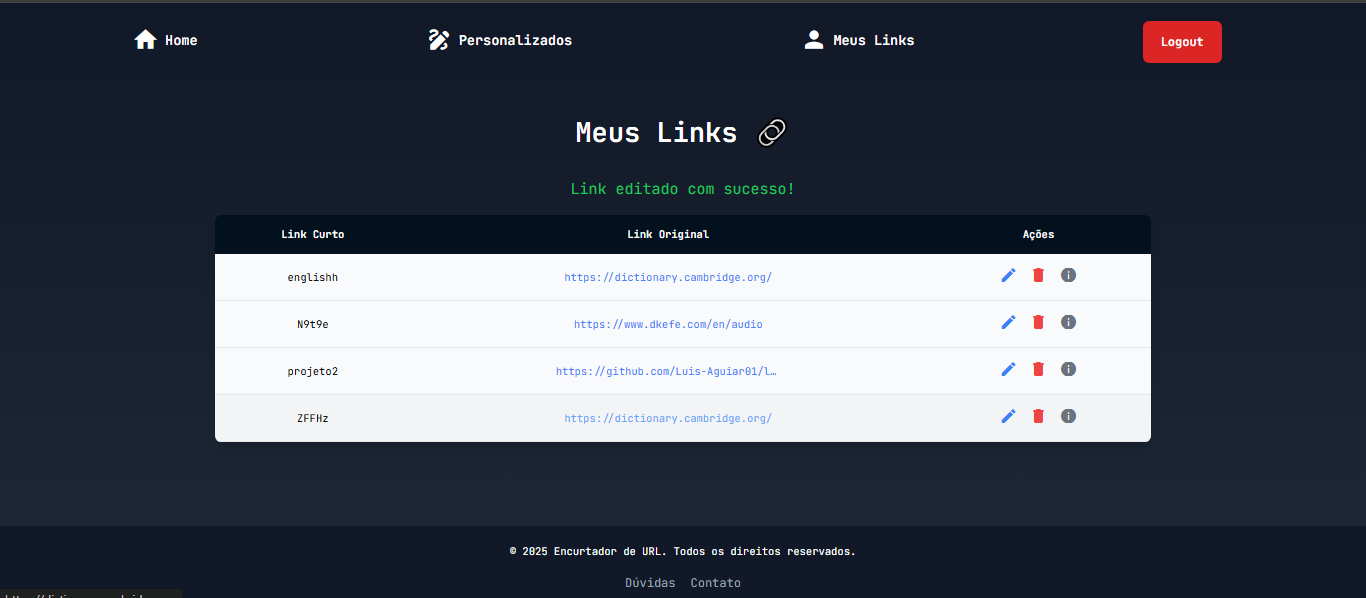 Home Personalizados Meus Links Logout
Meus Links
Link editado com sucesso!
Link Curto Link Original Ações
englishh https://dictionary.cambridge.org/
N9t9e https://www.dkefe.com/en/audio
projeto2 https://github.com/Luis-Aguiar01/l…
ZFFHz https://dictionary.cambridge.org/
© 2025 Encurtador de URL. Todos os direitos reservados.
Dúvidas Contato